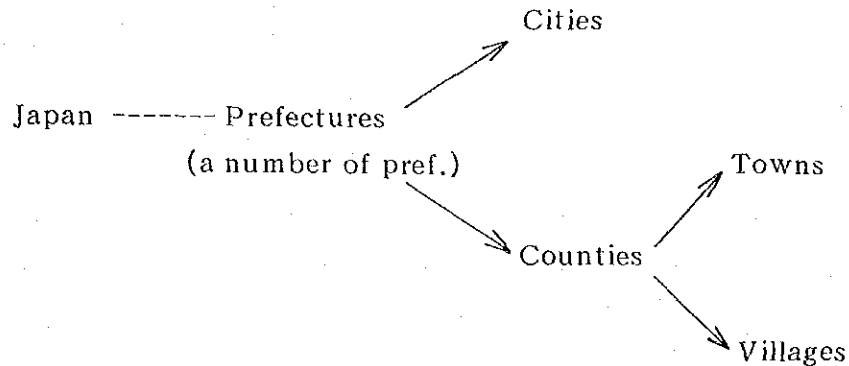 Cities
Japan ------- Prefectures
(a number of pref.)
Towns
Counties
Villages